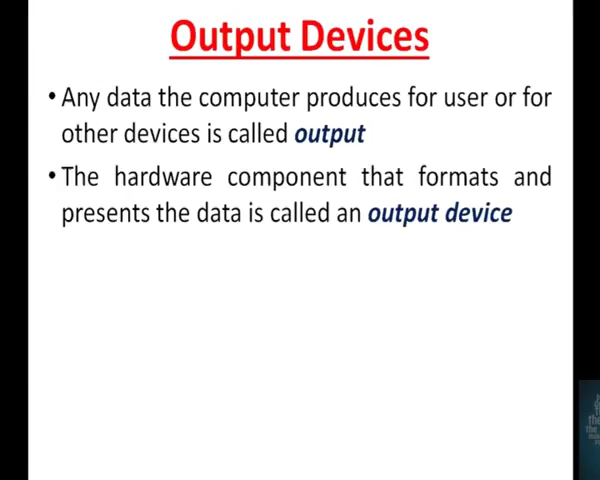 Output Devices
• Any data the computer produces for user or for
other devices is called output
• The hardware component that formats and
presents the data is called an output device